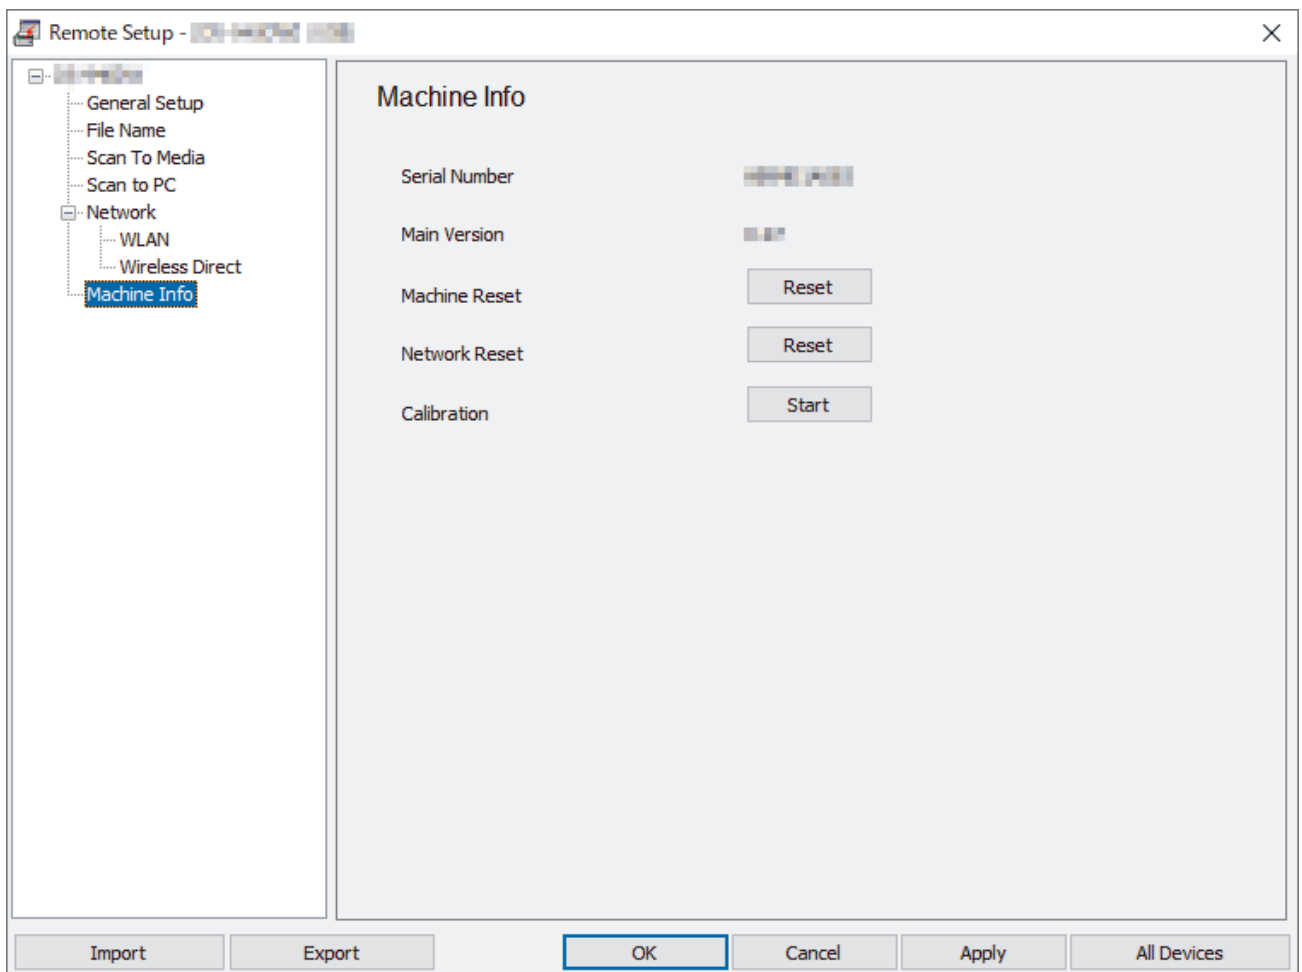 Remote Setup -
General Setup
File Name
Scan To Media
Scan to PC
Network
WLAN
Wireless Direct
Machine Info
Machine Info
Serial Number
Main Version
Machine Reset Reset
Network Reset Reset
Calibration Start
Import Export OK Cancel Apply All Devices